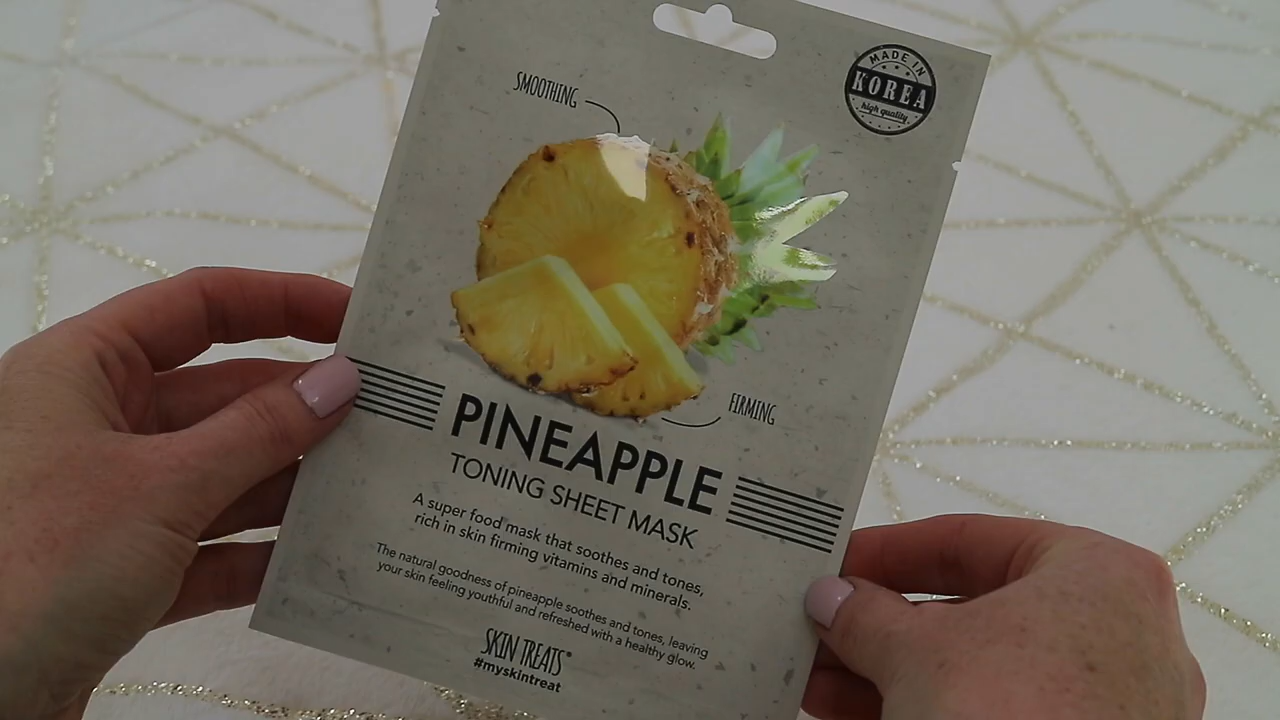 MADE IN
KOREA
high quality
SMOOTHING
FIRMING
PINEAPPLE
TONING SHEET MASK
A super food mask that soothes and tones,
rich in skin firming vitamins and minerals.
The natural goodness of pineapple soothes and tones, leaving
your skin feeling youthful and refreshed with a healthy glow.
SKIN TREATS®
#myskintreat